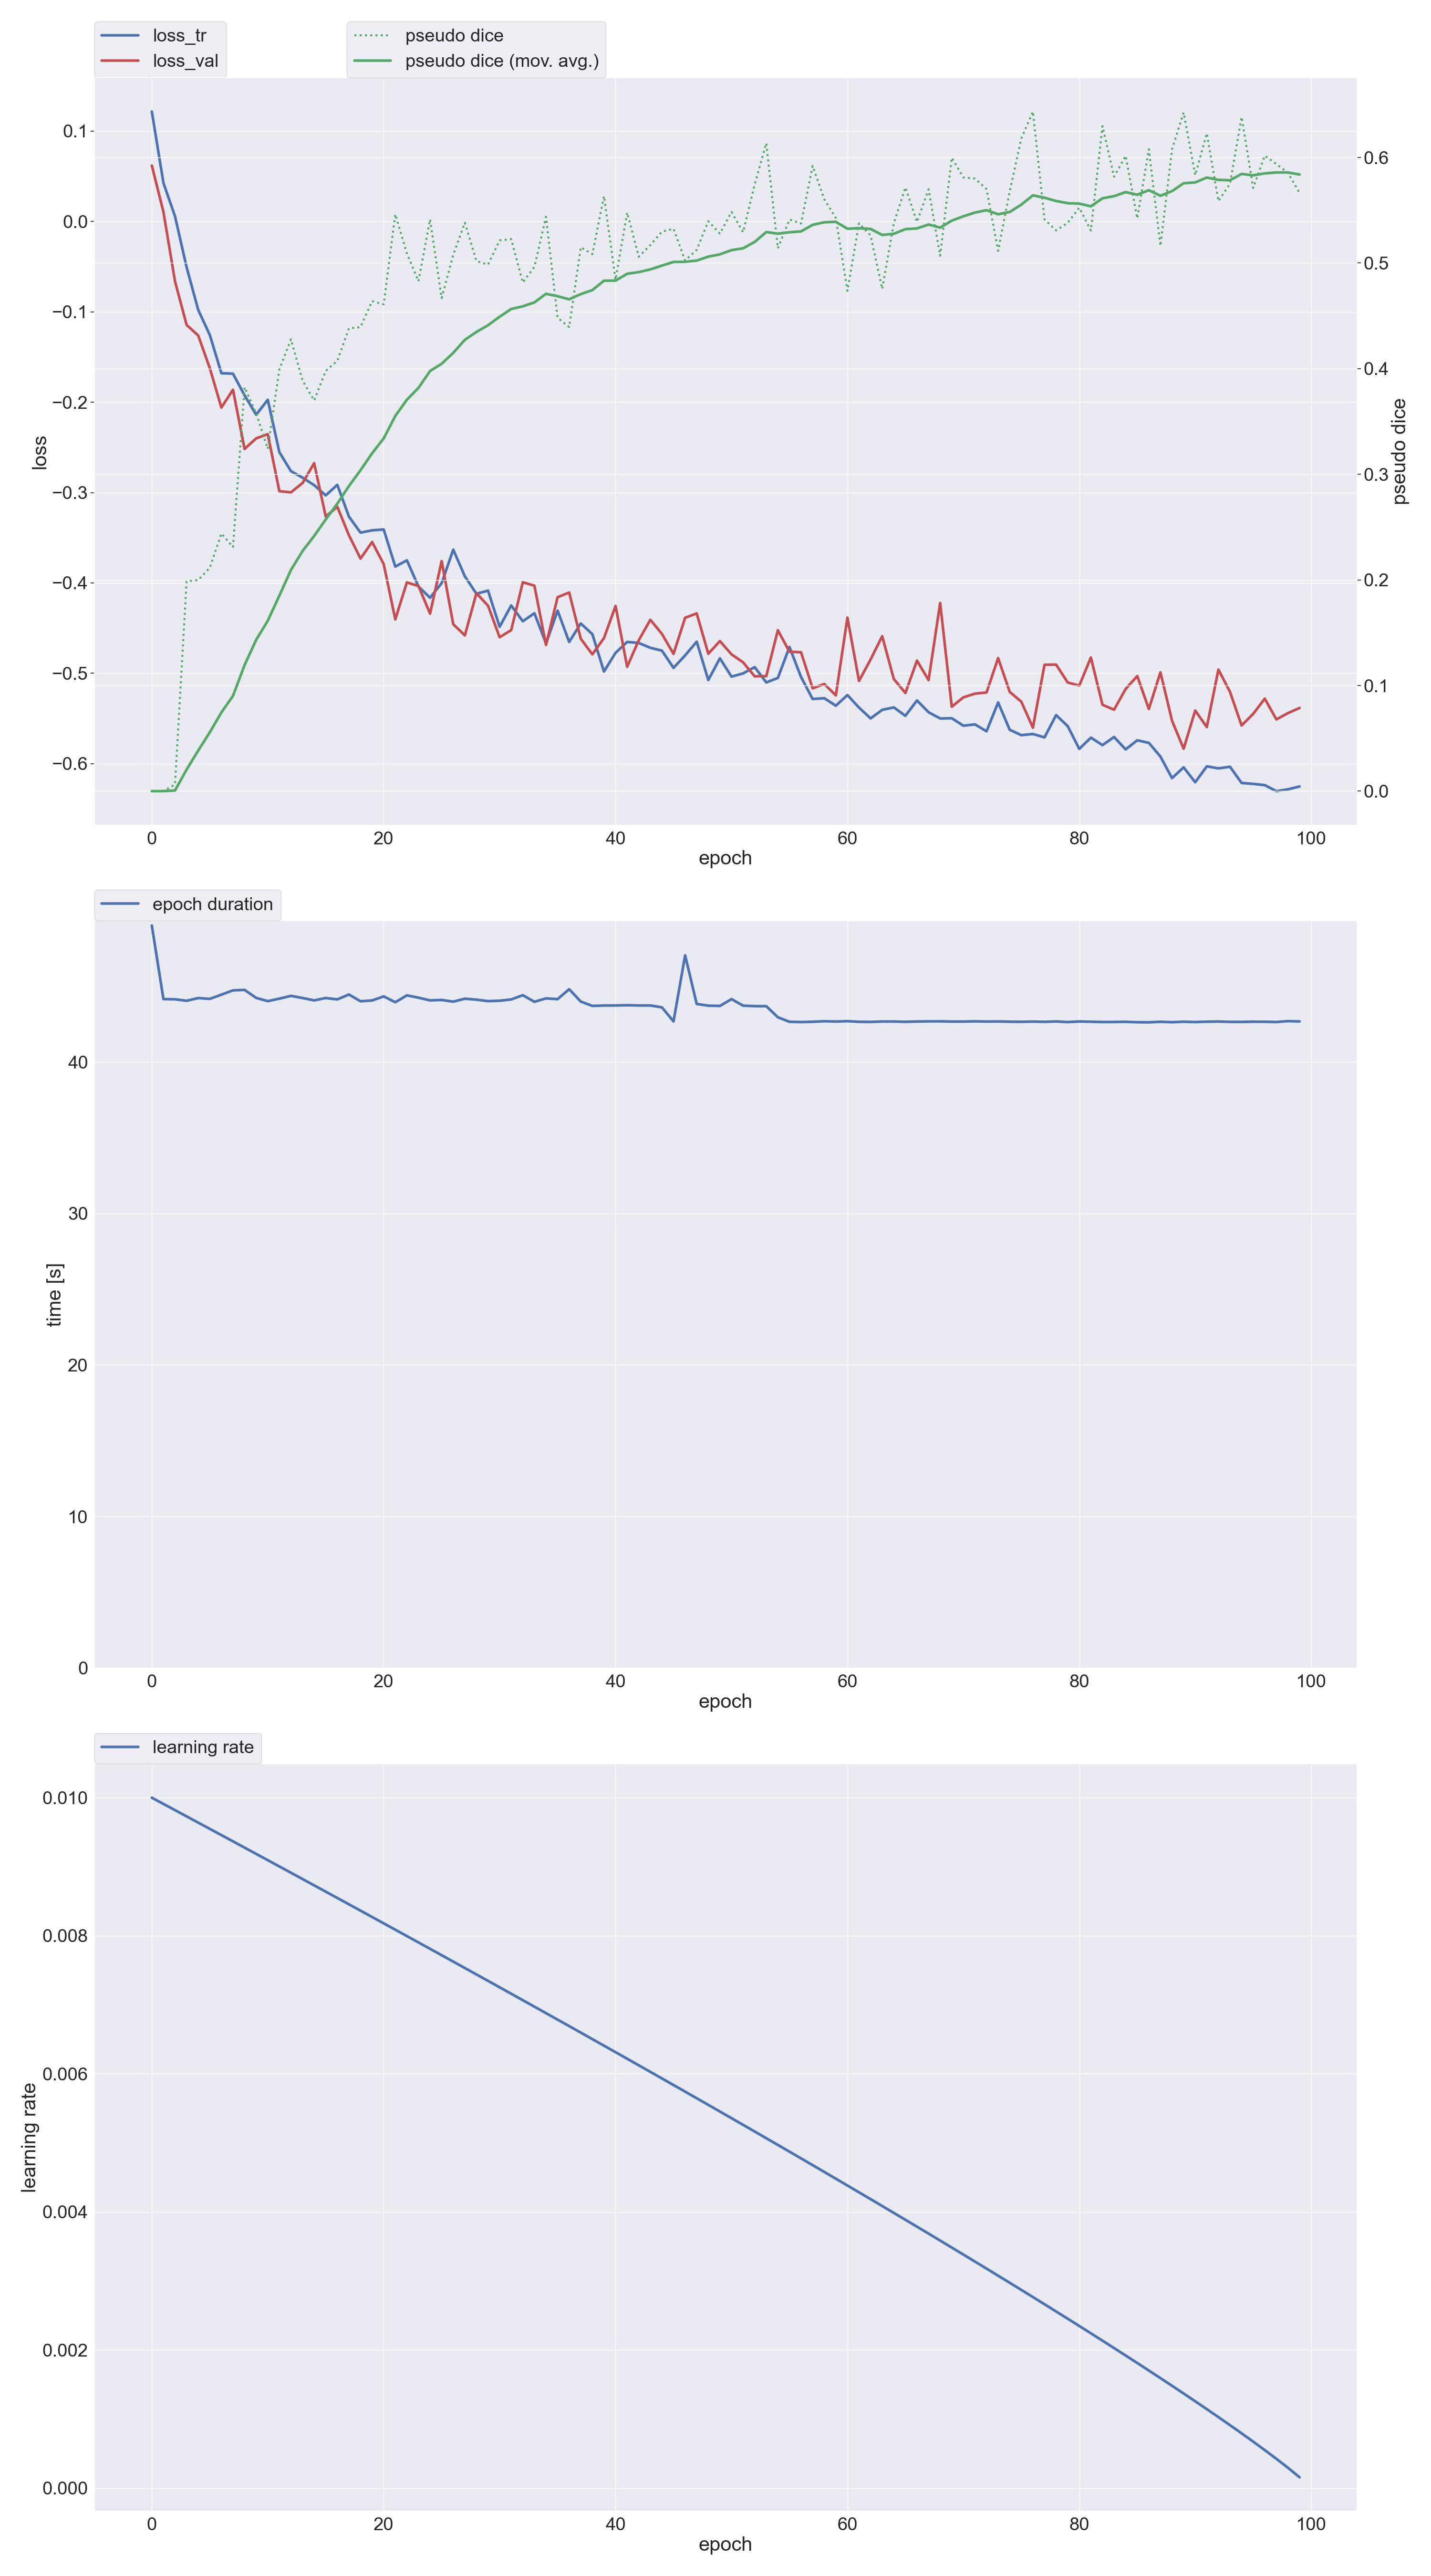 loss_tr
loss_val
pseudo dice
pseudo dice (mov. avg.)
0.1
0.0
−0.1
−0.2
−0.3
−0.4
−0.5
−0.6
loss
0.6
0.5
0.4
0.3
0.2
0.1
0.0
pseudo dice
0 20 40 60 80 100
epoch
epoch duration
40
30
20
10
0
time [s]
0 20 40 60 80 100
epoch
learning rate
0.010
0.008
0.006
0.004
0.002
0.000
learning rate
0 20 40 60 80 100
epoch